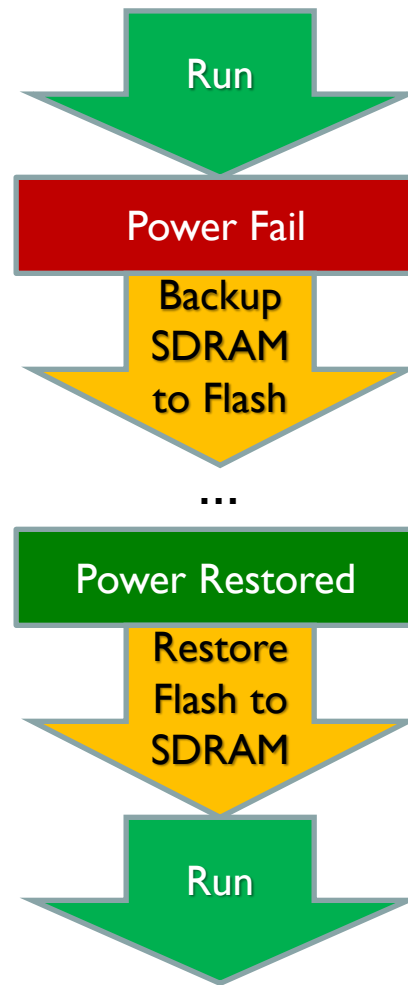 Run
Power Fail
Backup
SDRAM
to Flash
...
Power Restored
Restore
Flash to
SDRAM
Run